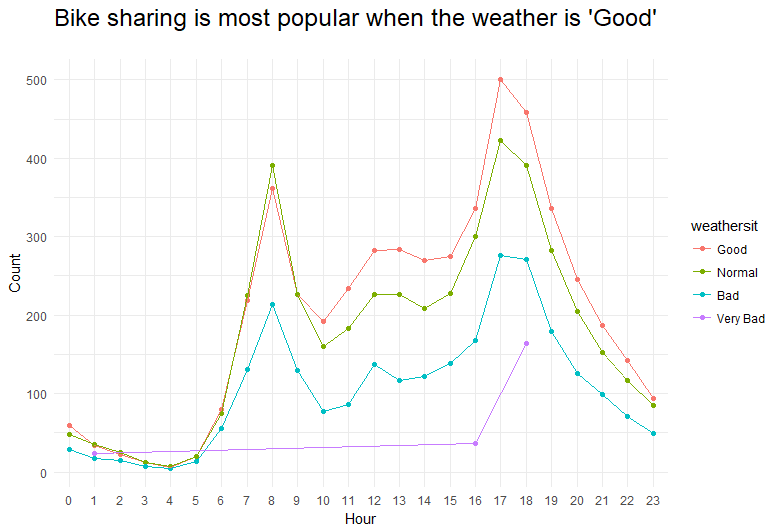 Bike sharing is most popular when the weather is 'Good'
500
400
300
200
100
0
Count
0 1 2 3 4 5 6 7 8 9 10 11 12 13 14 15 16 17 18 19 20 21 22 23
Hour
weathersit
Good
Normal
Bad
Very Bad